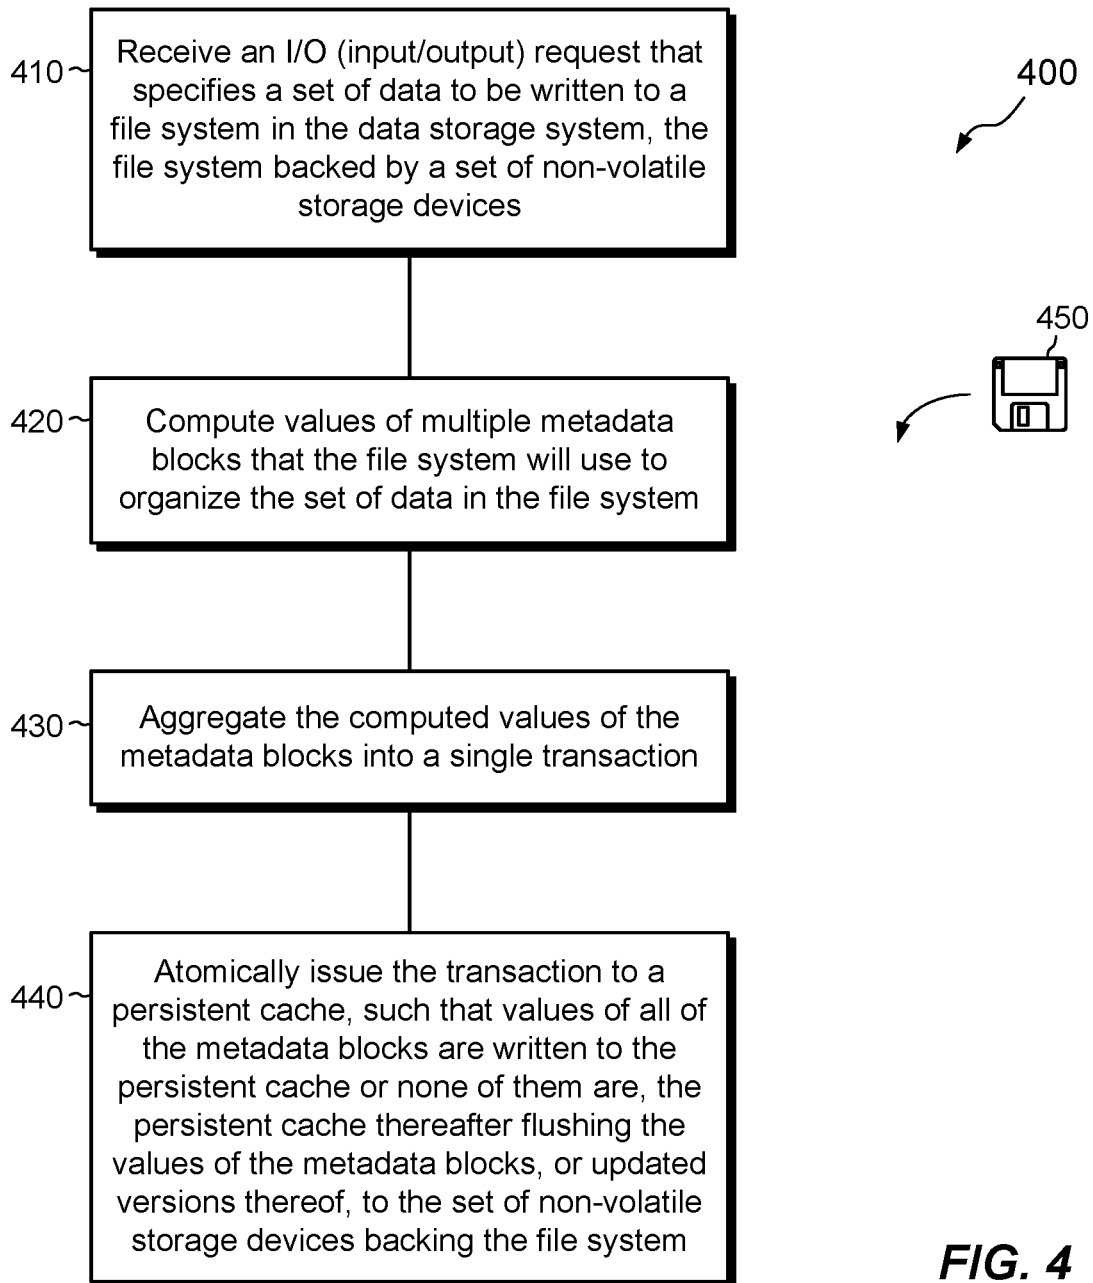 410
Receive an I/O (input/output) request that
specifies a set of data to be written to a
file system in the data storage system, the
file system backed by a set of non-volatile
storage devices
400
450
420
Compute values of multiple metadata
blocks that the file system will use to
organize the set of data in the file system
430
Aggregate the computed values of the
metadata blocks into a single transaction
440
Atomically issue the transaction to a
persistent cache, such that values of all of
the metadata blocks are written to the
persistent cache or none of them are, the
persistent cache thereafter flushing the
values of the metadata blocks, or updated
versions thereof, to the set of non-volatile
storage devices backing the file system
FIG. 4